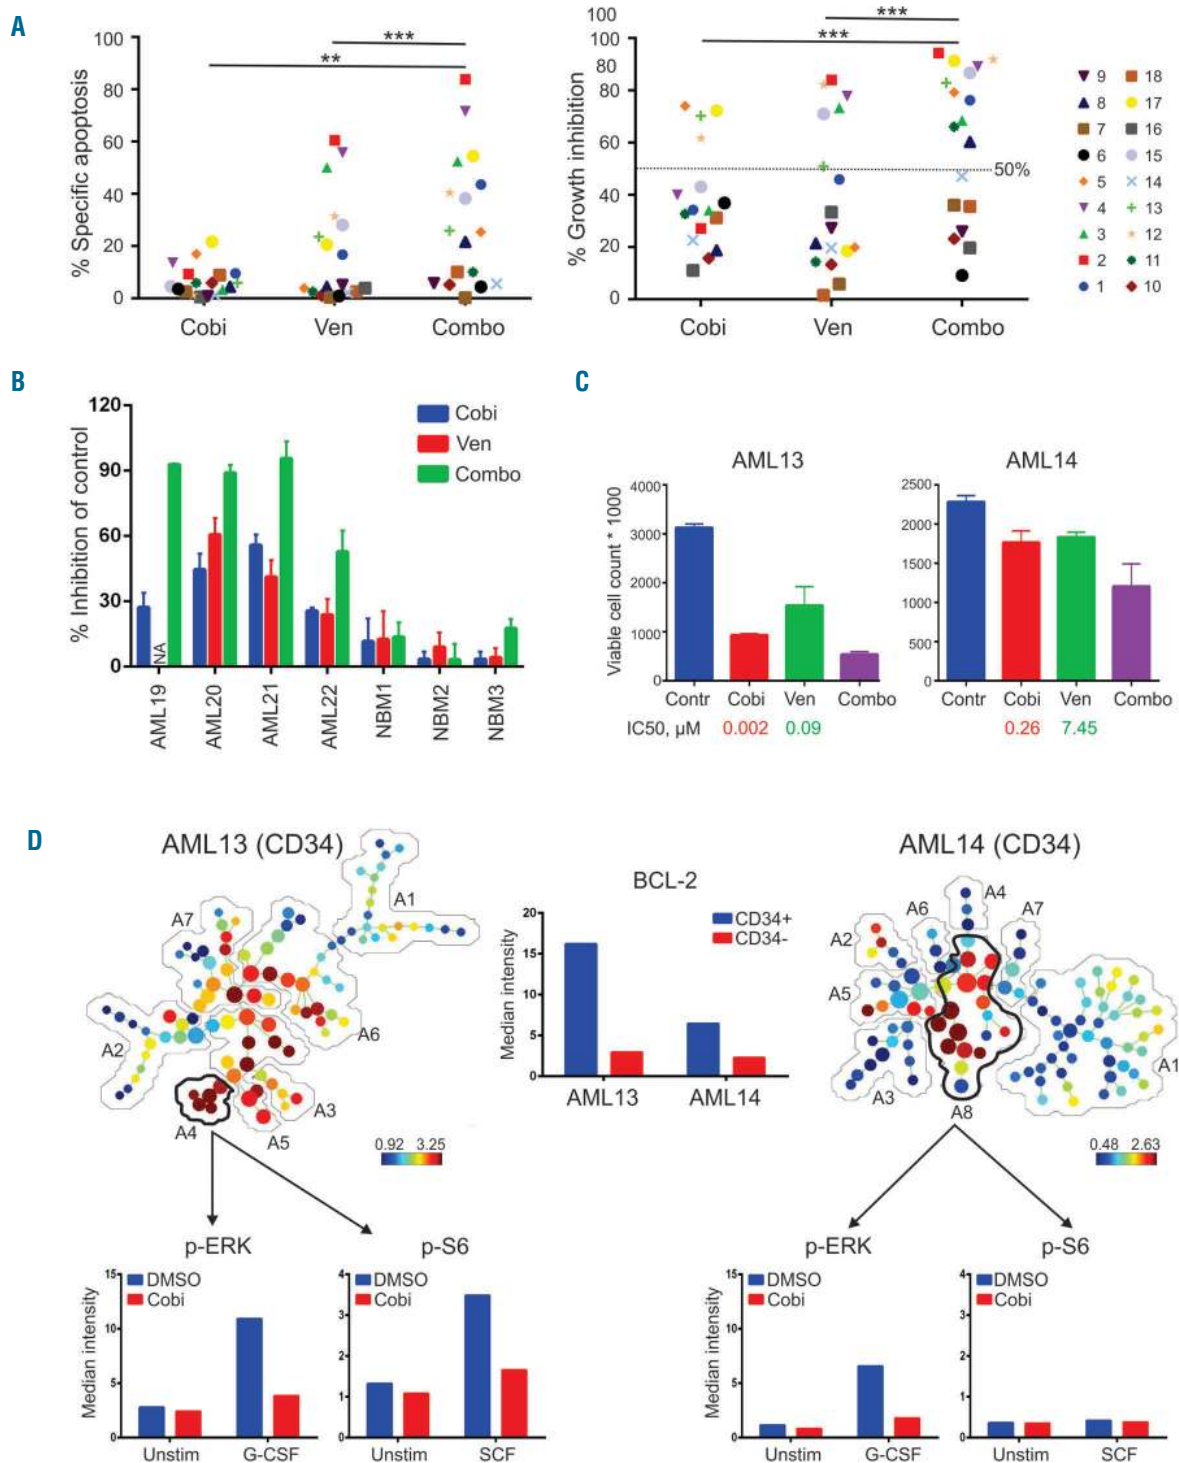 A
% Specific apoptosis
100
80
60
40
20
0
***
**
Cobi Ven Combo
% Growth inhibition
100
100
80
60
40
20
0
***
***
50%
Cobi Ven Combo
9 18
8 17
7 16
6 15
5 14
4 13
3 12
2 11
1 10
B
% Inhibition of control
120
90
60
30
0
Cobi
Ven
Combo
NA
AML19 AML20 AML21 AML22 NBM1 NBM2 NBM3
C
AML13
Viable cell count * 1000
4000
3000
2000
1000
0
Contr Cobi Ven Combo
IC50, µM 0.002 0.09
AML14
2500
2000
1500
1000
500
0
Contr Cobi Ven Combo
0.26 7.45
D
AML13 (CD34)
A1
A7
A6
A2
A3
A4
A5
0.92 3.25
BCL-2
Median intensity
20
15
10
5
0
CD34+
CD34-
AML13 AML14
AML14 (CD34)
A4
A6
A7
A2
A5
A1
A3
A8
0.48 2.63
p-ERK
Median intensity
15
10
5
0
DMSO
Cobi
Unstim G-CSF
p-S6
4
3
2
1
0
DMSO
Cobi
Unstim SCF
p-ERK
Median intensity
15
10
5
0
DMSO
Cobi
Unstim G-CSF
p-S6
4
3
2
1
0
DMSO
Cobi
Unstim SCF